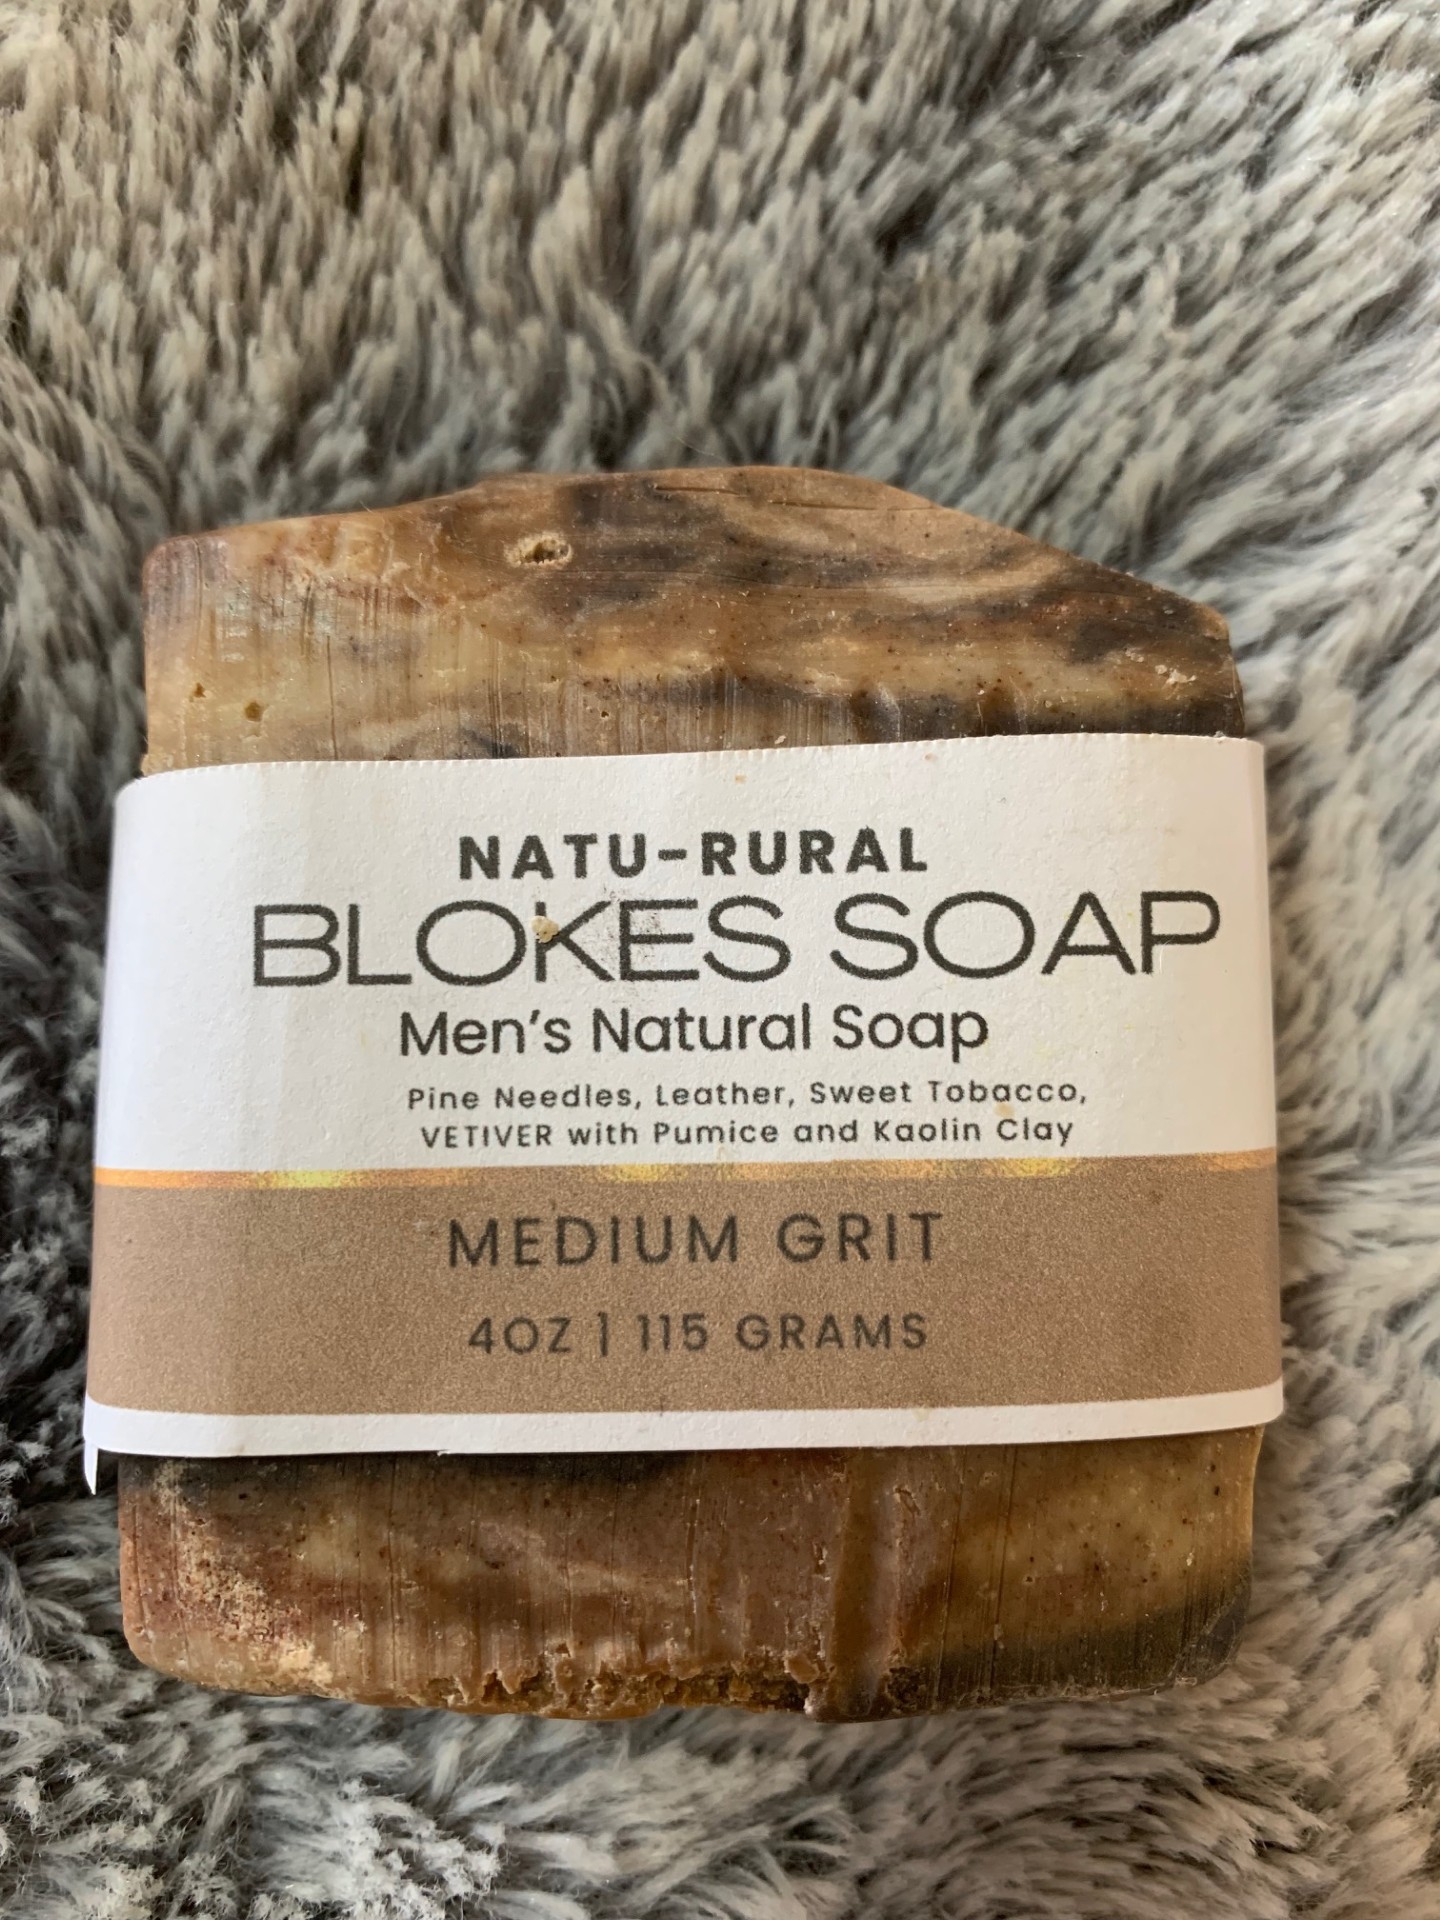 NATU-RURAL
BLOKES SOAP
Men's Natural Soap
Pine Needles, Leather, Sweet Tobacco,
VETIVER with Pumice and Kaolin Clay
MEDIUM GRIT
4OZ | 115 GRAMS